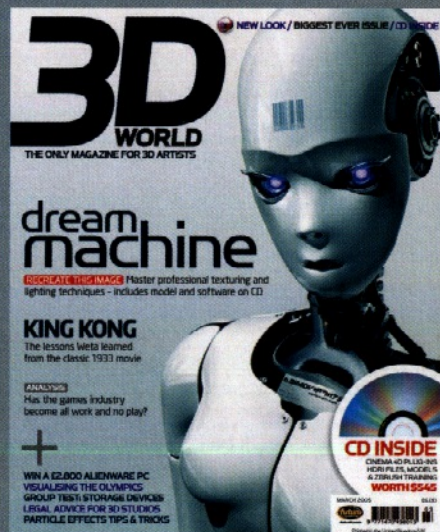 NEW LOOK / BIGGEST EVER ISSUE / CD INSIDE
3D
WORLD
THE ONLY MAGAZINE FOR 3D ARTISTS
dream
machine
RECREATE THIS IMAGE Master professional texturing and
lighting techniques - includes model and software on CD
KING KONG
The lessons Weta learned
from the classic 1933 movie
ANALYSIS
Has the games industry
become all work and no play?
+
WIN A £2,800 ALIENWARE PC
VISUALISING THE OLYMPICS
GROUP TEST: STORAGE DEVICES
LEGAL ADVICE FOR 3D STUDIOS
PARTICLE EFFECTS TIPS & TRICKS
CD INSIDE
CINEMA 4D PLUG-INS
HDRI FILES, MODELS
& ZBRUSH TRAINING
WORTH $545
Future